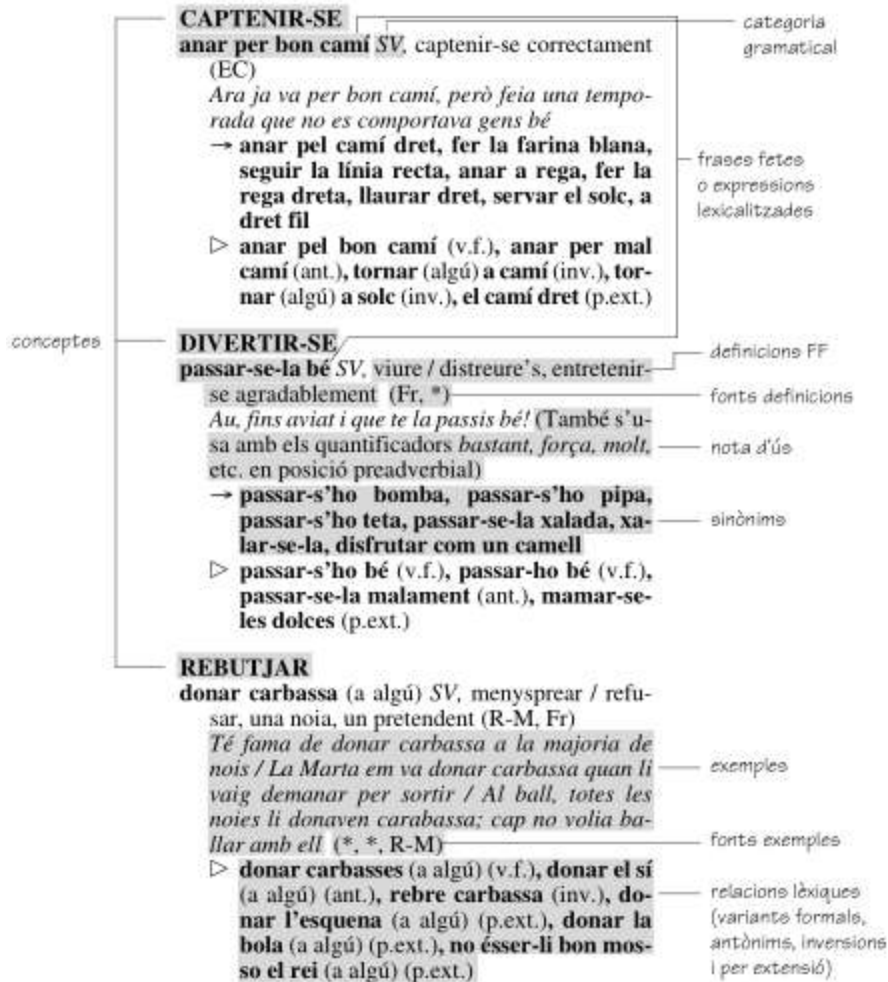 CAPTENIR-SE
anar per bon camí SV, captenir-se correctament
(EC)
Ara ja va per bon camí, però feia una tempo-
rada que no es comportava gens bé
→ anar pel camí dret, fer la farina blana,
seguir la línia recta, anar a rega, fer la
rega dreta, llaurar dret, servar el solc, a
dret fil
▷ anar pel bon camí (v.f.), anar per mal
camí (ant.), tornar (algú) a camí (inv.), tor-
nar (algú) a solc (inv.), el camí dret (p.ext.)
categoria
gramatical
frases fetes
o expressions
lexicalitzades
conceptes
DIVERTIR-SE
passar-se-la bé SV, viure / distreure's, entretenir-
se agradablement (Fr, *)
Au, fins aviat i que te la passis bé! (També s'u-
sa amb els quantificadors bastant, força, molt,
etc. en posició preadverbial)
→ passar-s'ho bomba, passar-s'ho pipa,
passar-s'ho teta, passar-se-la xalada, xa-
lar-se-la, disfrutar com un camell
▷ passar-s'ho bé (v.f.), passar-ho bé (v.f.),
passar-se-la malament (ant.), mamar-se-
les dolces (p.ext.)
definicions FF
fonts definicions
nota d'ús
sinònims
REBUTJAR
donar carbassa (a algú) SV, menysprear / refu-
sar, una noia, un pretendent (R-M, Fr)
Té fama de donar carbassa a la majoria de
nois / La Marta em va donar carbassa quan li
vaig demanar per sortir / Al ball, totes les
noies li donaven carabassa; cap no volia ba-
llar amb ell (*, *, R-M)
▷ donar carbasses (a algú) (v.f.), donar el sí
(a algú) (ant.), rebre carbassa (inv.), do-
nar l'esquena (a algú) (p.ext.), donar la
bola (a algú) (p.ext.), no ésser-li bon mos-
so el rei (a algú) (p.ext.)
exemples
fonts exemples
relacions lèxiques
(variants formals,
antònims, inversions
i per extensió)